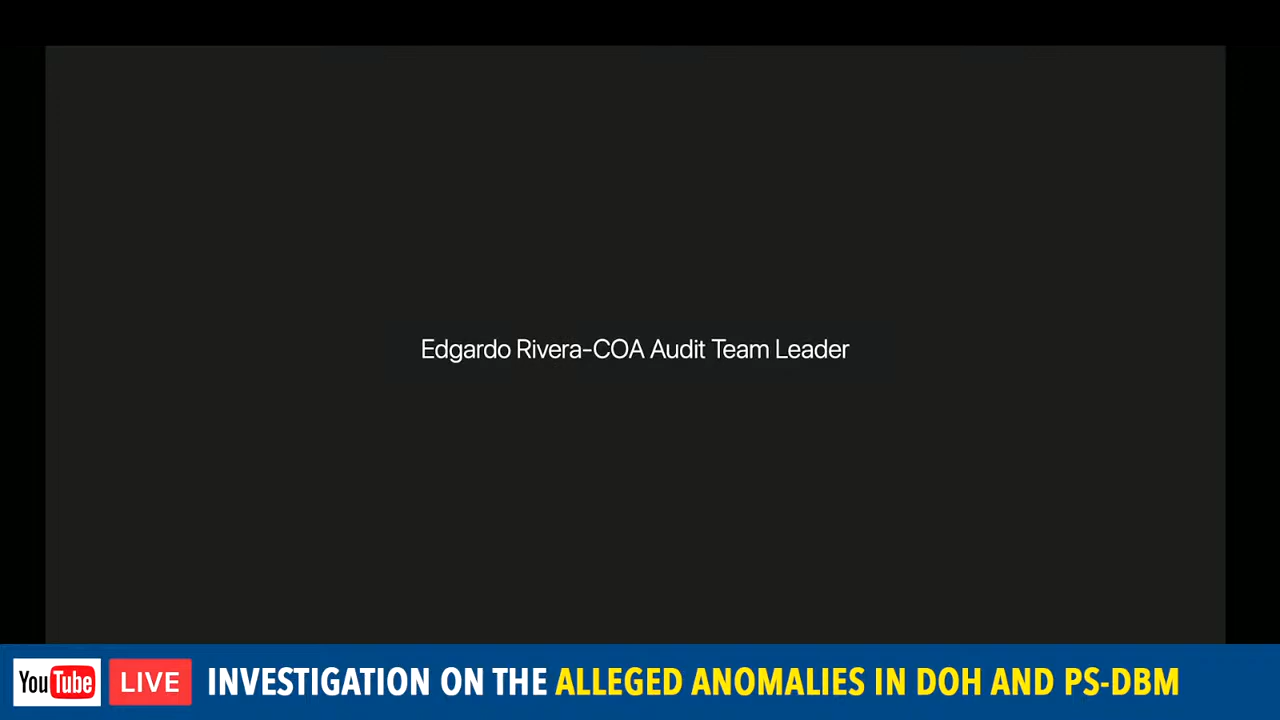 Edgardo Rivera-COA Audit Team Leader
YouTube LIVE INVESTIGATION ON THE ALLEGED ANOMALIES IN DOH AND PS-DBM